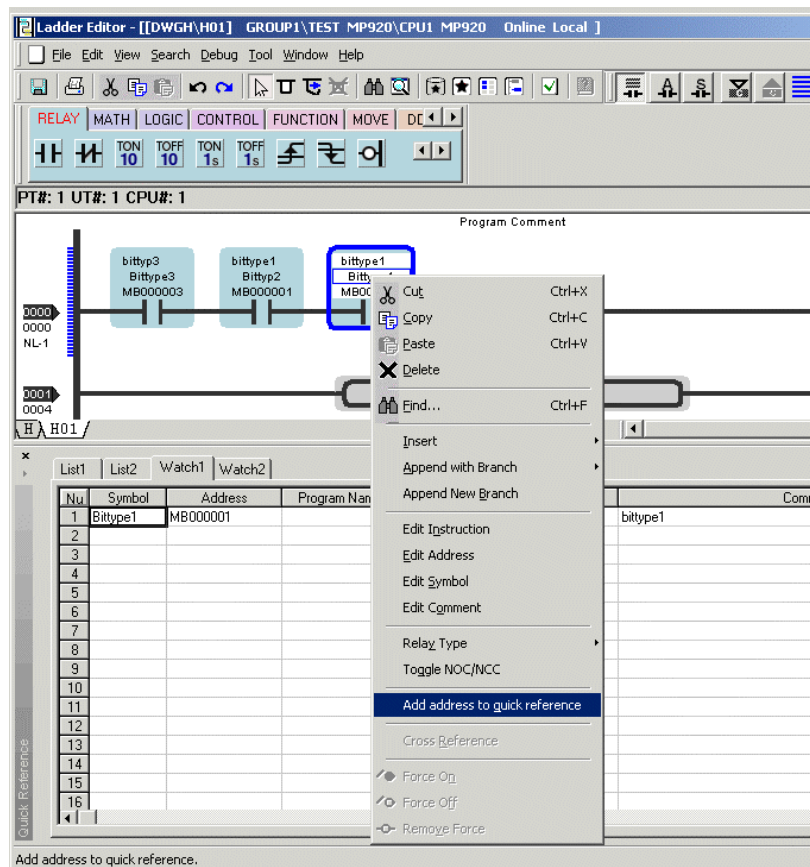 Ladder Editor - [[DWGH\H01]  GROUP1\TEST MP920\CPU1 MP920  Online Local ]
File Edit View Search Debug Tool Window Help
A S
RELAY MATH LOGIC CONTROL FUNCTION MOVE
TON 10 TOFF 10 TON 1s TOFF 1s
PT#: 1 UT#: 1 CPU#: 1
Program Comment
bittyp3 bittype1 bittype1
Bittype3 Bittyp2
MB000003 MB000001
0000
0000
NL-1
0001
0004
H H01
Cut Ctrl+X
Copy Ctrl+C
Paste Ctrl+V
Delete
Find... Ctrl+F
Insert
Append with Branch
Append New Branch
Edit Instruction
Edit Address
Edit Symbol
Edit Comment
Relay Type
Toggle NOC/NCC
Add address to quick reference
Cross Reference
Force On
Force Off
Remove Force
List1 List2 Watch1 Watch2
Nu Symbol Address Program Nan Com
1 Bittype1 MB000001 bittype1
2
3
4
5
6
7
8
9
10
11
12
13
14
15
16
Quick Reference
Add address to quick reference.